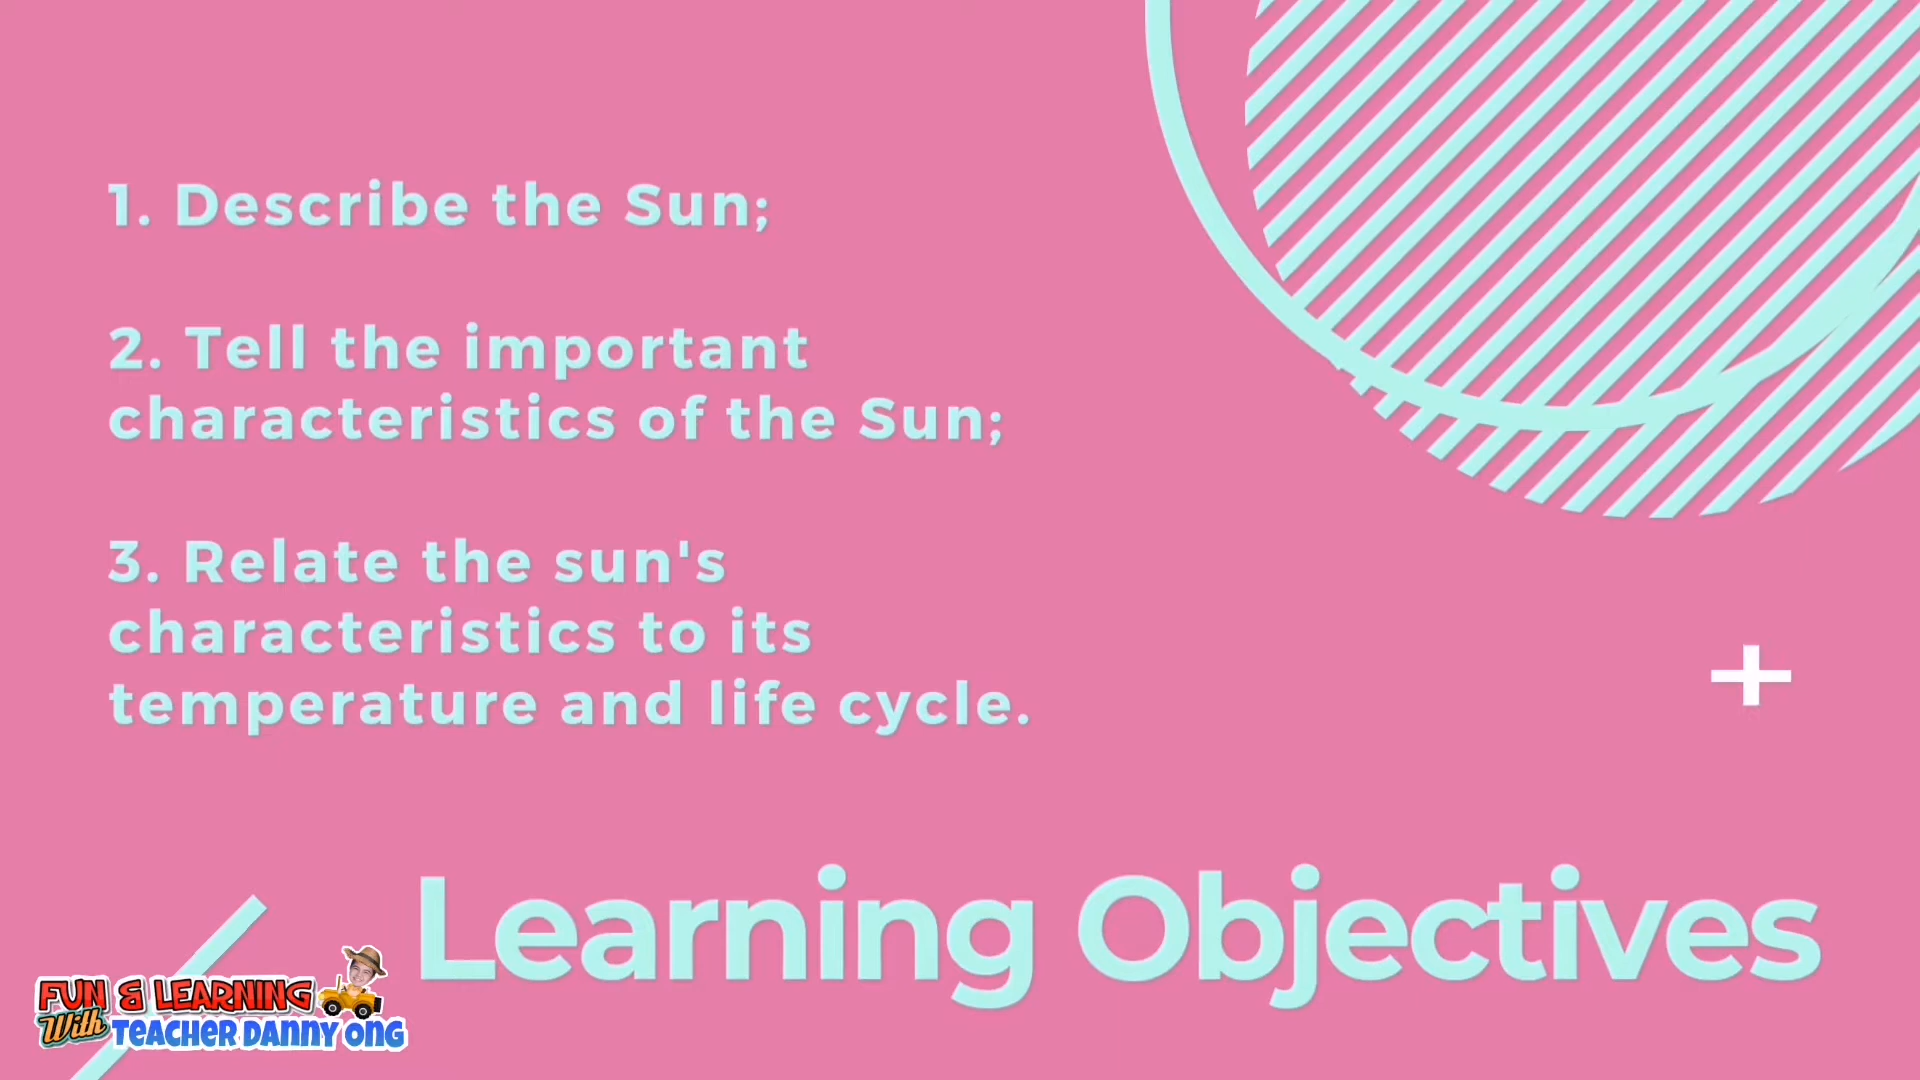 1. Describe the Sun;
2. Tell the important
characteristics of the Sun;
3. Relate the sun's
characteristics to its
temperature and life cycle.
Learning Objectives
FUN & LEARNING
With TEACHER DANNY ONG